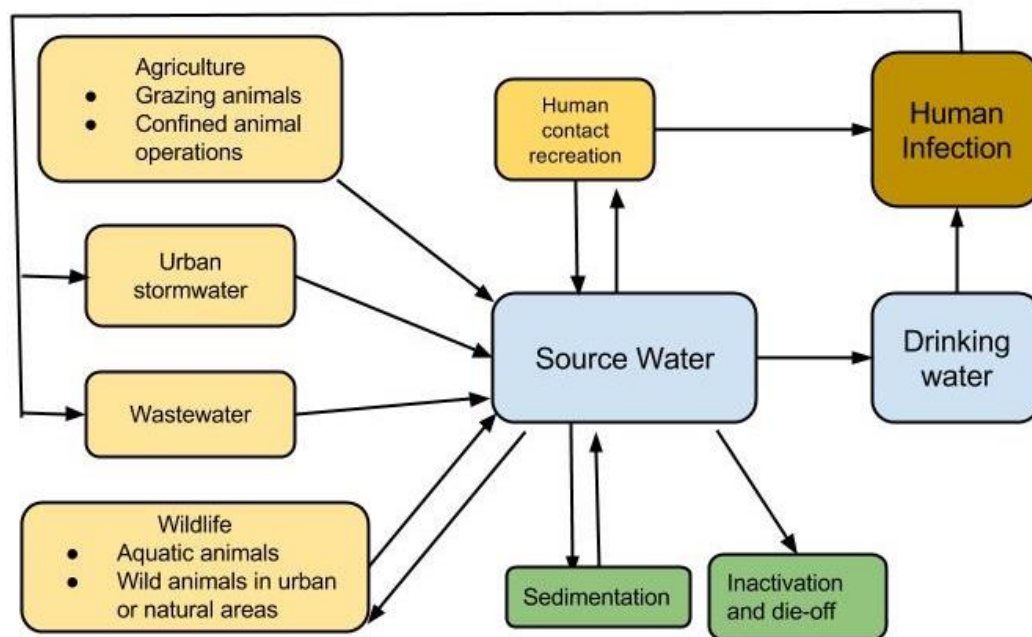 Agriculture
● Grazing animals
● Confined animal
operations
Human
contact
recreation
Human
Infection
Urban
stormwater
Source Water
Drinking
water
Wastewater
Wildlife
● Aquatic animals
● Wild animals in urban
or natural areas
Sedimentation
Inactivation
and die-off